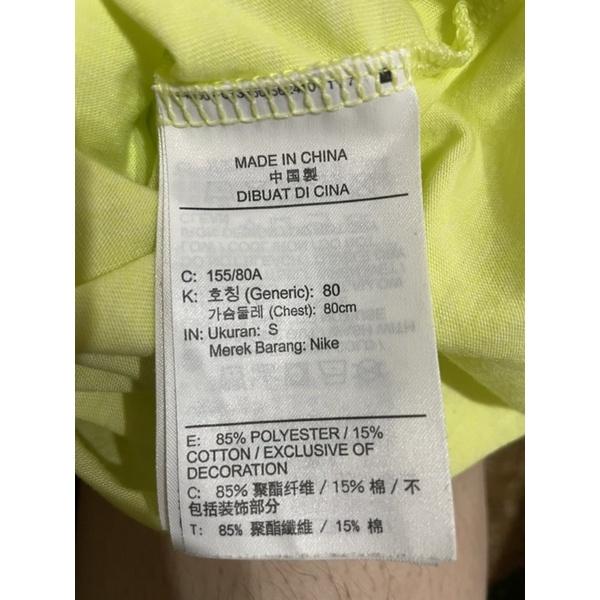 MADE IN CHINA
中国製
DIBUAT DI CINA
C: 155/80A
K: 호칭 (Generic): 80
가슴둘레 (Chest): 80cm
IN: Ukuran: S
Merek Barang: Nike
E: 85% POLYESTER / 15%
COTTON / EXCLUSIVE OF
DECORATION
C: 85% 聚酯纤维 / 15% 棉 / 不
包括装饰部分
T: 85% 聚酯纖維 / 15% 棉